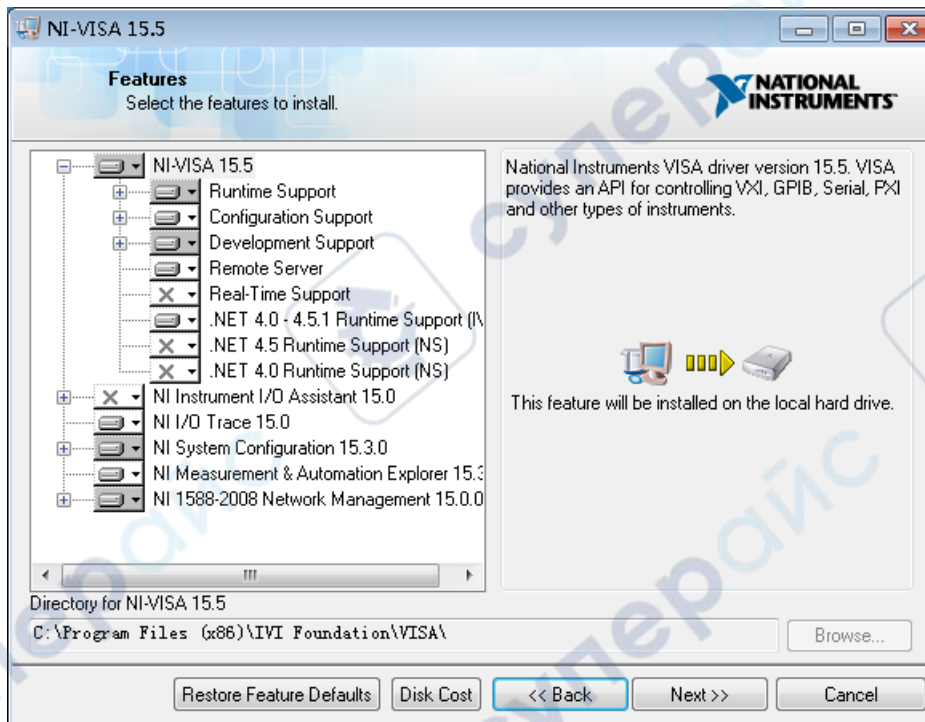 NI-VISA 15.5
Features
Select the features to install.
NATIONAL
INSTRUMENTS
NI-VISA 15.5
Runtime Support
Configuration Support
Development Support
Remote Server
Real-Time Support
.NET 4.0 - 4.5.1 Runtime Support (I\
.NET 4.5 Runtime Support (NS)
.NET 4.0 Runtime Support (NS)
NI Instrument I/O Assistant 15.0
NI I/O Trace 15.0
NI System Configuration 15.3.0
NI Measurement & Automation Explorer 15.3
NI 1588-2008 Network Management 15.0.0
National Instruments VISA driver version 15.5. VISA
provides an API for controlling VXI, GPIB, Serial, PXI
and other types of instruments.
This feature will be installed on the local hard drive.
Directory for NI-VISA 15.5
C:\Program Files (x86)\IVI Foundation\VISA\
Browse...
Restore Feature Defaults
Disk Cost
<< Back
Next >>
Cancel
супер
айс
супер
айс
супер
айс